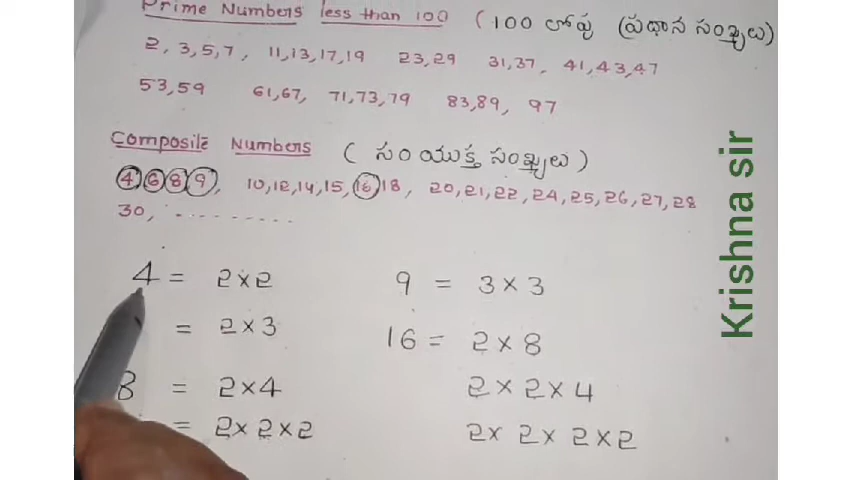 Prime Numbers less than 100 (100 లోపు (ప్రధాన సంఖ్యలు)
2, 3, 5, 7, 11, 13, 17, 19 23, 29 31, 37, 41, 43, 47
53, 59 61, 67, 71, 73, 79 83, 89, 97
Composite Numbers (సంయుక్త సంఖ్యలు)
4, 6, 8, 9, 10, 12, 14, 15, 16, 18, 20, 21, 22, 24, 25, 26, 27, 28
30, ..........
4 = 2×2
= 2×3
8 = 2×4
= 2×2×2
9 = 3×3
16 = 2×8
2×2×4
2×2×2×2
Krishna sir